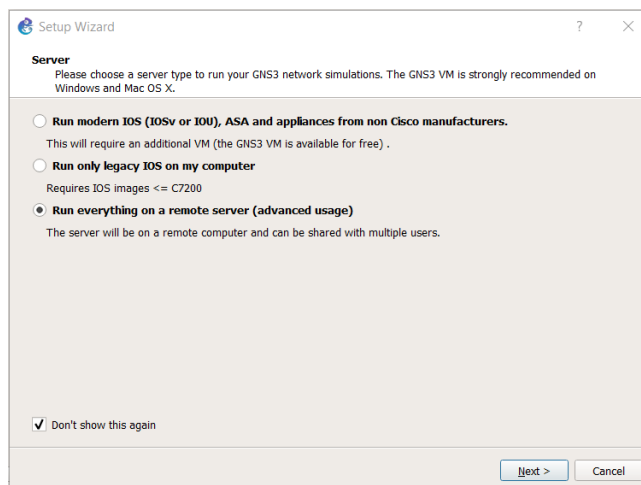 Setup Wizard
Server
Please choose a server type to run your GNS3 network simulations. The GNS3 VM is strongly recommended on
Windows and Mac OS X.
Run modern IOS (IOSv or IOU), ASA and appliances from non Cisco manufacturers.
This will require an additional VM (the GNS3 VM is available for free) .
Run only legacy IOS on my computer
Requires IOS images <= C7200
Run everything on a remote server (advanced usage)
The server will be on a remote computer and can be shared with multiple users.
Don't show this again
Next > Cancel